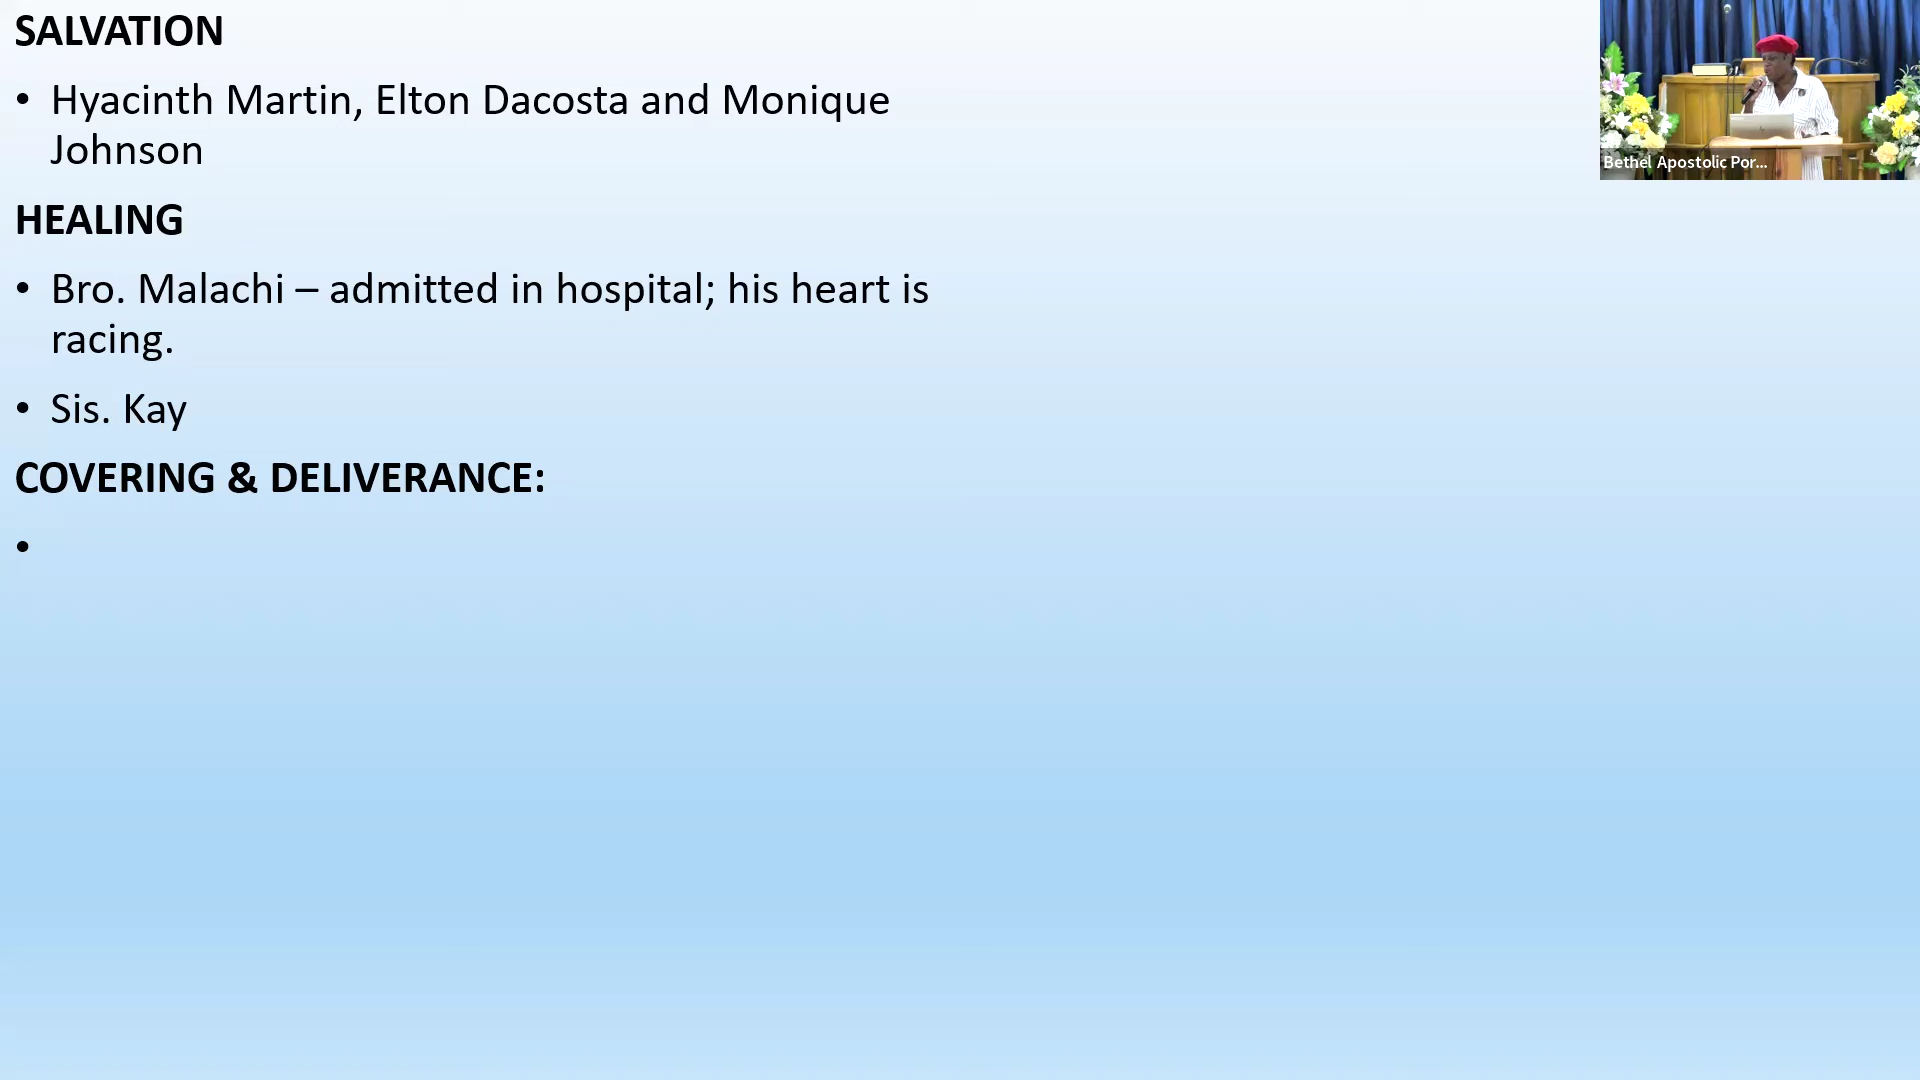 SALVATION
• Hyacinth Martin, Elton Dacosta and Monique
Johnson
HEALING
• Bro. Malachi – admitted in hospital; his heart is
racing.
• Sis. Kay
COVERING & DELIVERANCE:
•
Bethel Apostolic Por...